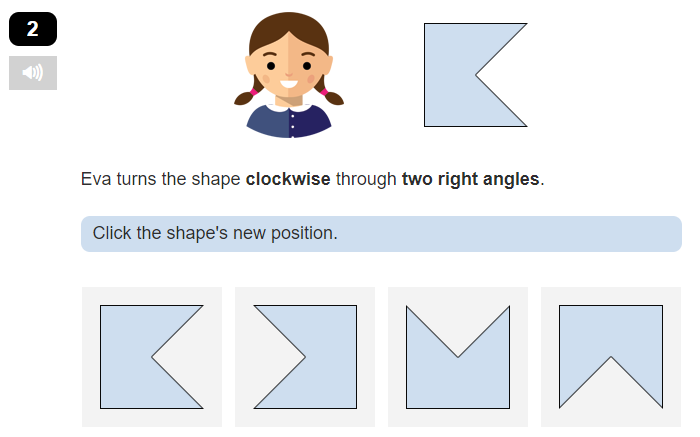 2
Eva turns the shape clockwise through two right angles.
Click the shape's new position.